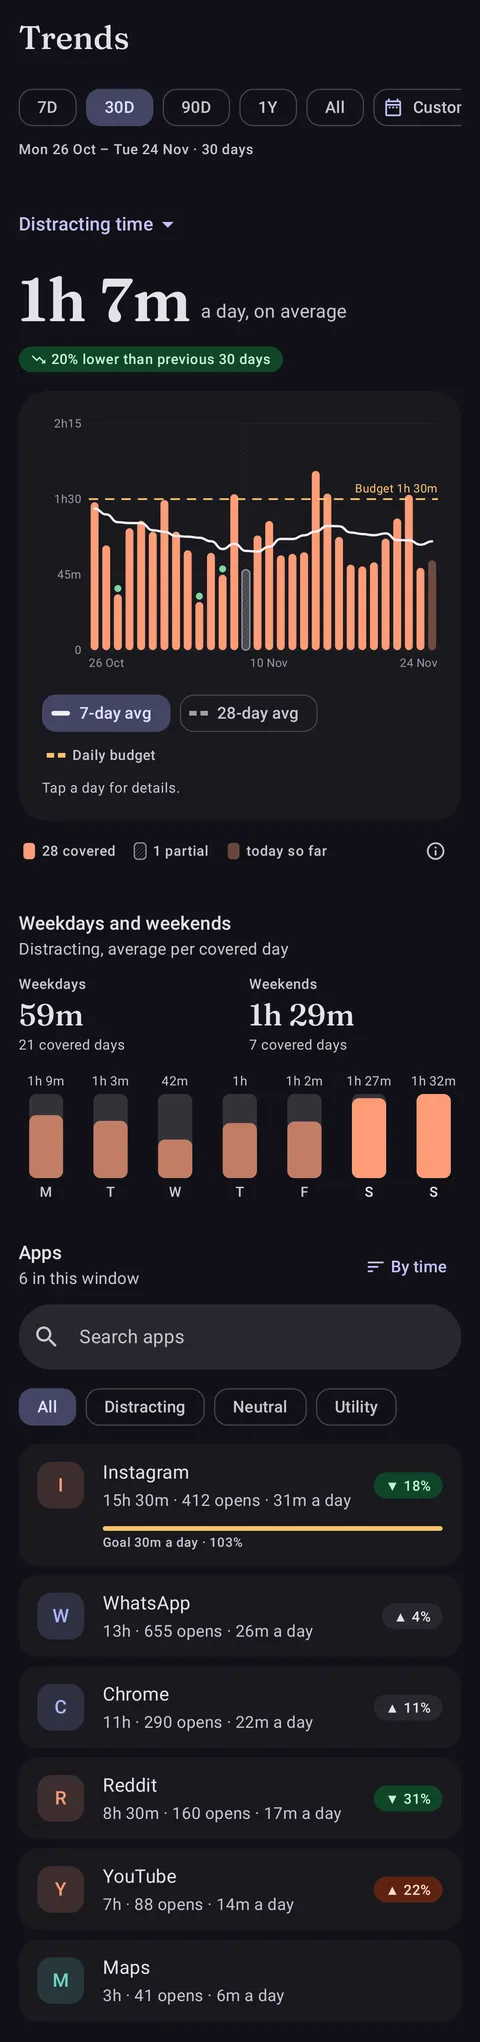 Trends
7D 30D 90D 1Y All Custor
Mon 26 Oct – Tue 24 Nov · 30 days
Distracting time
1h 7m a day, on average
20% lower than previous 30 days
2h15
Budget 1h 30m
1h30
45m
0
26 Oct 10 Nov 24 Nov
7-day avg 28-day avg
Daily budget
Tap a day for details.
28 covered 1 partial today so far
Weekdays and weekends
Distracting, average per covered day
Weekdays Weekends
59m 1h 29m
21 covered days 7 covered days
1h 9m 1h 3m 42m 1h 1h 2m 1h 27m 1h 32m
M T W T F S S
Apps
6 in this window
By time
Search apps
All Distracting Neutral Utility
I Instagram
15h 30m · 412 opens · 31m a day
▼ 18%
Goal 30m a day · 103%
W WhatsApp
13h · 655 opens · 26m a day
▲ 4%
C Chrome
11h · 290 opens · 22m a day
▲ 11%
R Reddit
8h 30m · 160 opens · 17m a day
▼ 31%
Y YouTube
7h · 88 opens · 14m a day
▲ 22%
M Maps
3h · 41 opens · 6m a day